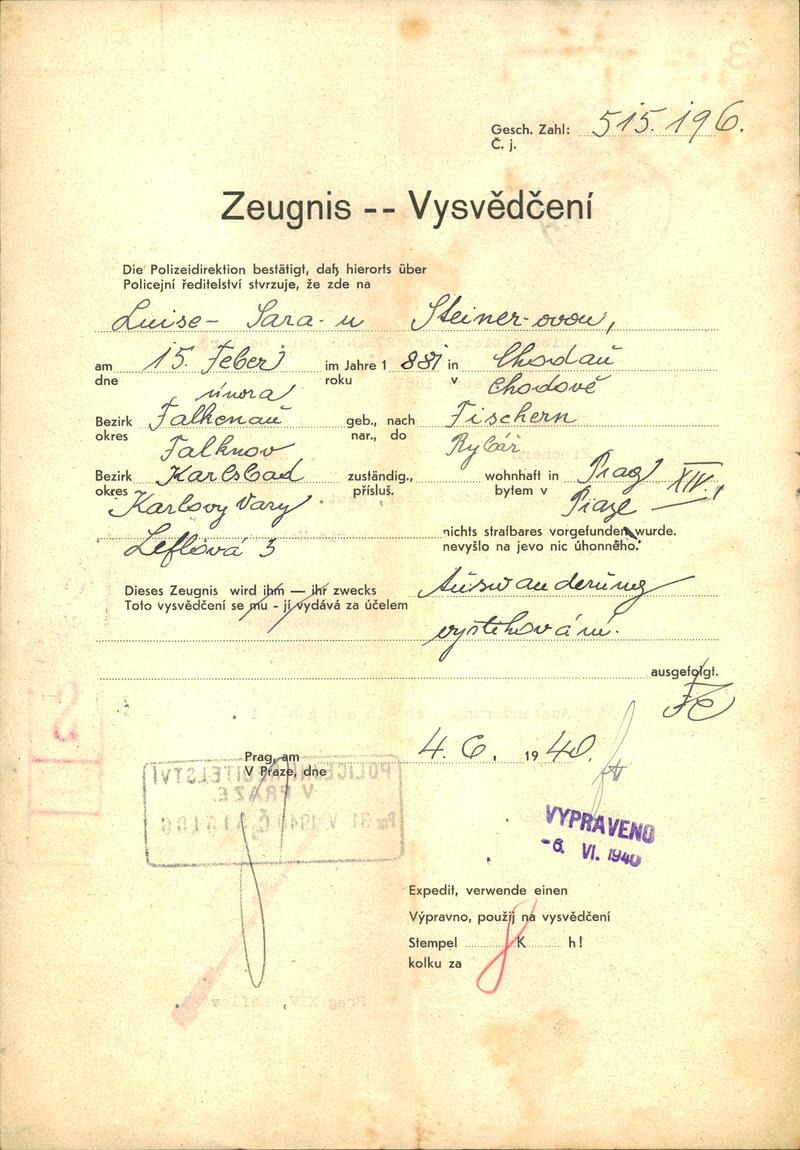 Gesch. Zahl: 515.196.
Č. j.
Zeugnis -- Vysvědčení
Die Polizeidirektion bestätigt, daß hierorts über
Policejní ředitelství stvrzuje, že zde na
Luise - Sara - u Steiner-ovou,
am 15. Feber im Jahre 1 881 in Chodau
dne února roku v Chodově
Bezirk Falkenau geb., nach Fischern
okres Falknov nar., do Rybář
Bezirk Karlsbad zuständig., wohnhaft in Prag XIV.,
okres Karlovy Vary přísluš. bytem v Praze
nichts strafbares vorgefunden wurde.
Leflova 3 nevyšlo na jevo nic úhonného.
Dieses Zeugnis wird ihm — ihr zwecks Auswanderung
Toto vysvědčení se mu - jí vydává za účelem
vystěhování.
ausgefolgt.
Prag, am 4. 6. 1940.
V Praze, dne
POLICEJNÍ ŘEDITELSTVÍ
V PRAZE.
31 V. 1940
VYPRAVENO
-6. VI. 1940
Expedit, verwende einen
Výpravno, použij na vysvědčení
Stempel K h!
kolku za